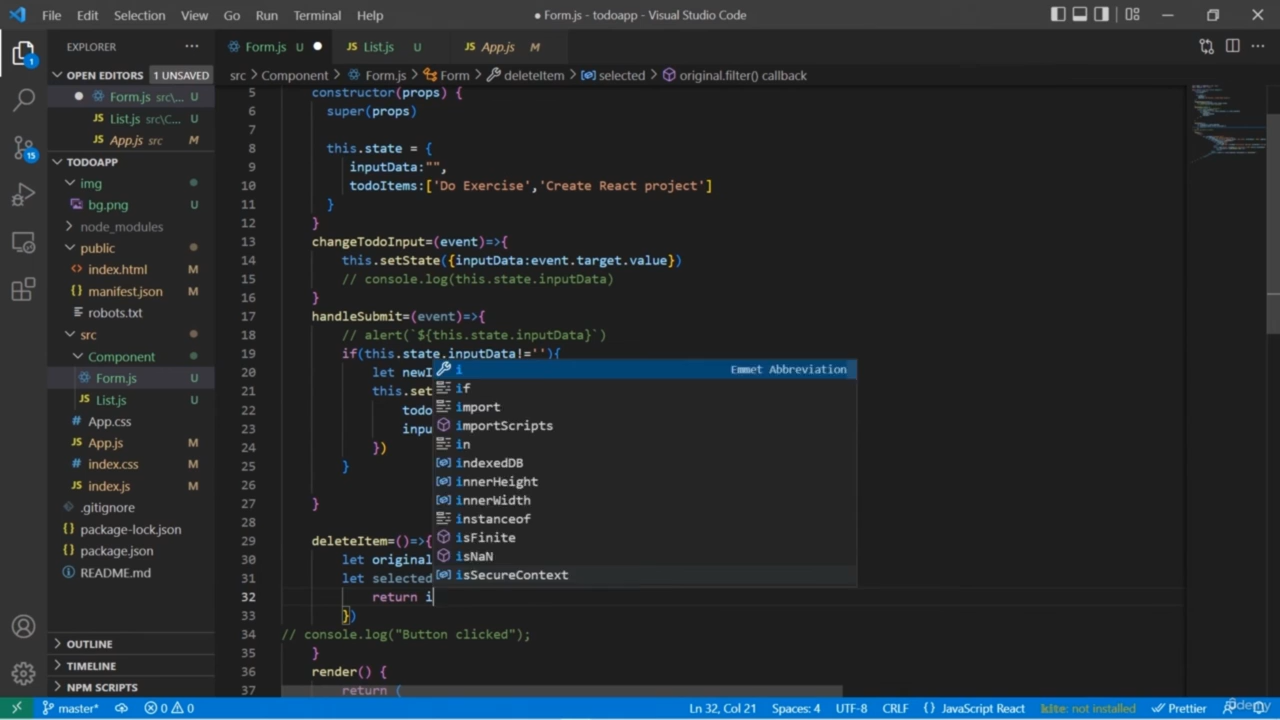 File Edit Selection View Go Run Terminal Help ● Form.js - todoapp - Visual Studio Code
EXPLORER ···
Form.js U
List.js U
App.js M
OPEN EDITORS 1 UNSAVED
Form.js src\... U
List.js src\C... U
App.js src M
TODOAPP
img
bg.png U
node_modules
public
index.html M
manifest.json M
robots.txt
src
Component
Form.js U
List.js U
App.css
App.js M
index.css M
index.js M
.gitignore
package-lock.json
package.json
README.md
OUTLINE
TIMELINE
NPM SCRIPTS
1
15
src > Component > Form.js > Form > deleteItem > selected > original.filter() callback
5 constructor(props) {
6 super(props)
7
8 this.state = {
9 inputData:"",
10 todoItems:['Do Exercise','Create React project']
11 }
12 }
13 changeTodoInput=(event)=>{
14 this.setState({inputData:event.target.value})
15 // console.log(this.state.inputData)
16 }
17 handleSubmit=(event)=>{
18 // alert(`${this.state.inputData}`)
19 if(this.state.inputData!=''){
20 let newI
21 this.set
22 todo
23 inpu
24 })
25 }
26
27 }
28
29 deleteItem=()=>{
30 let original
31 let selected
32 return i
33 })
34 // console.log("Button clicked");
35 }
36 render() {
37 return (
i Emmet Abbreviation
if
import
importScripts
in
indexedDB
innerHeight
innerWidth
instanceof
isFinite
isNaN
isSecureContext
master* 0 0 Ln 32, Col 21 Spaces: 4 UTF-8 CRLF {} JavaScript React kite: not installed Prettier
Udemy